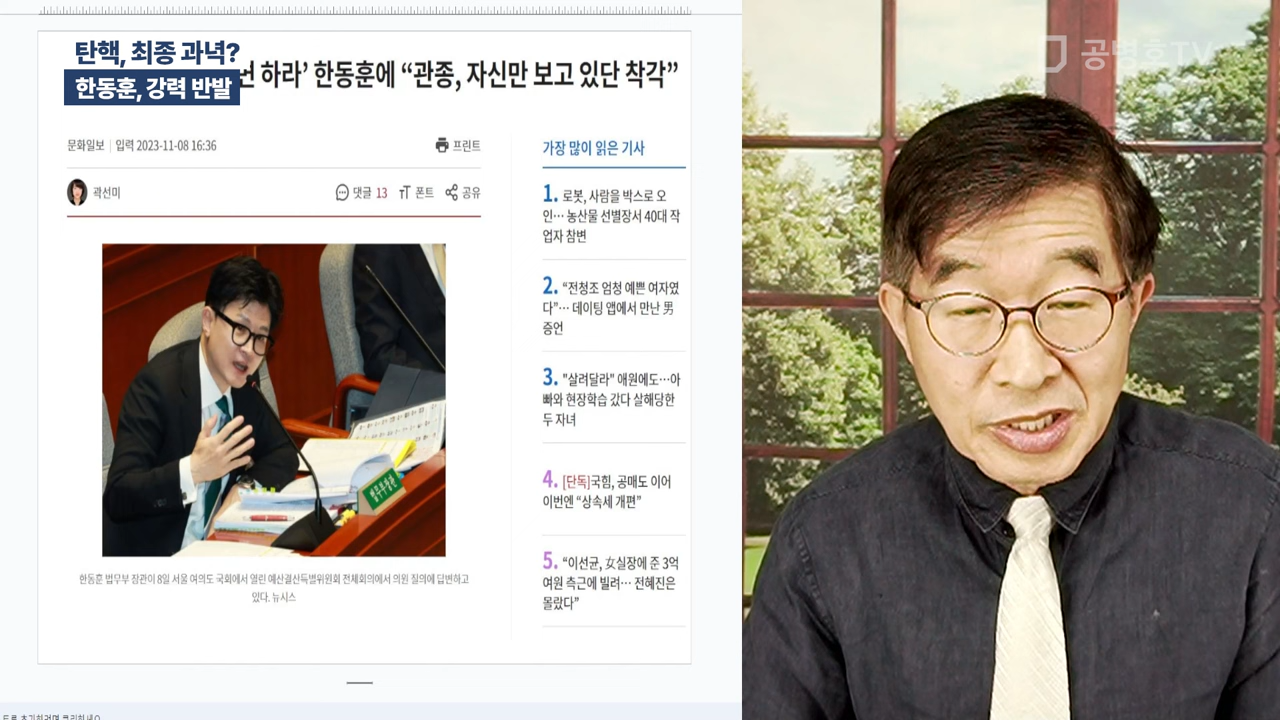 탄핵, 최종 과녁?
한동훈, 강력 반발
하라’ 한동훈에 “관종, 자신만 보고 있단 착각”
공병호TV
문화일보 | 입력 2023-11-08 16:36
프린트
곽선미
댓글 13
폰트
공유
법무부장관
한동훈 법무부 장관이 8일 서울 여의도 국회에서 열린 예산결산특별위원회 전체회의에서 의원 질의에 답변하고
있다. 뉴시스
가장 많이 읽은 기사
1. 로봇, 사람을 박스로 오
인… 농산물 선별장서 40대 작
업자 참변
2. “전청조 엄청 예쁜 여자였
다”… 데이팅 앱에서 만난 男
증언
3. "살려달라" 애원에도…아
빠와 현장학습 갔다 살해당한
두 자녀
4. [단독]국힘, 공매도 이어
이번엔 “상속세 개편”
5. “이선균, 女실장에 준 3억
여원 측근에 빌려… 전혜진은
몰랐다”